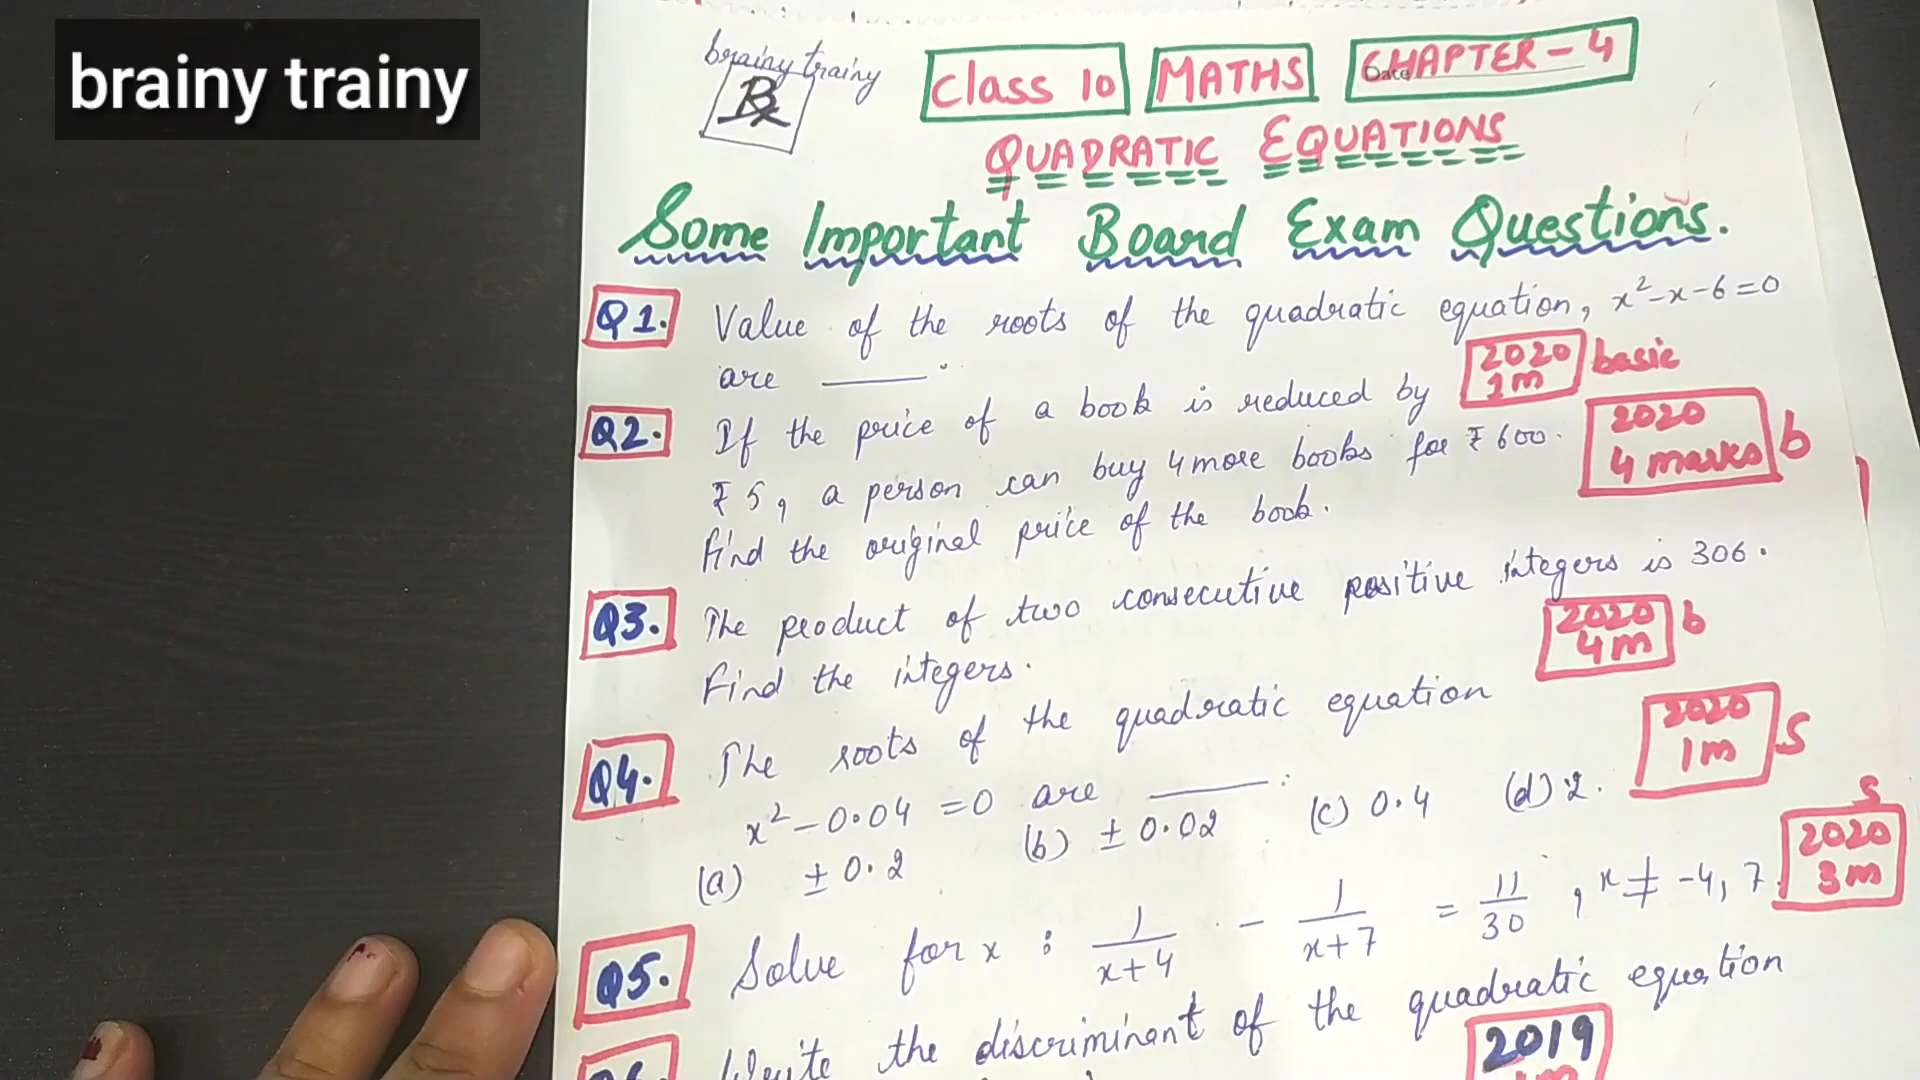 brainy trainy
brainy trainy
Class 10 MATHS CHAPTER-4
Date
QUADRATIC EQUATIONS
Some Important Board Exam Questions.
Q1. Value of the roots of the quadratic equation, x²-x-6=0
are ______. 2020 1m basic
Q2. If the price of a book is reduced by
₹ 5, a person can buy 4 more books for ₹ 600. 2020 4 marks b
find the original price of the book.
Q3. The product of two consecutive positive integers is 306.
Find the integers. 2020 4m b
Q4. The roots of the quadratic equation 2020 1m S
x²-0.04 =0 are ______.
(a) ±0.2 (b) ±0.02 (c) 0.4 (d) 2.
Q5. Solve for x : 1/(x+4) - 1/(x+7) = 11/30 , x ≠ -4, 7. S 2020 3m
Write the discriminant of the quadratic equation
2019